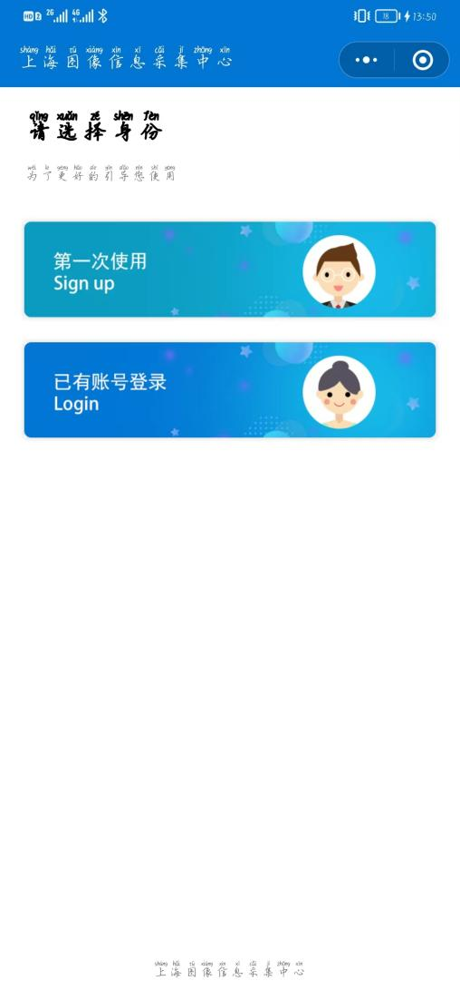 HD 2 2G 4G 18 13:50
shàng hǎi tú xiàng xìn xī cǎi jí zhōng xīn
上海图像信息采集中心
qǐng xuǎn zé shēn fèn
请选择身份
wèi le gèng hǎo de yǐn dǎo nín shǐ yòng
为了更好的引导您使用
第一次使用
Sign up
已有账号登录
Login
shàng hǎi tú xiàng xìn xī cǎi jí zhōng xīn
上海图像信息采集中心